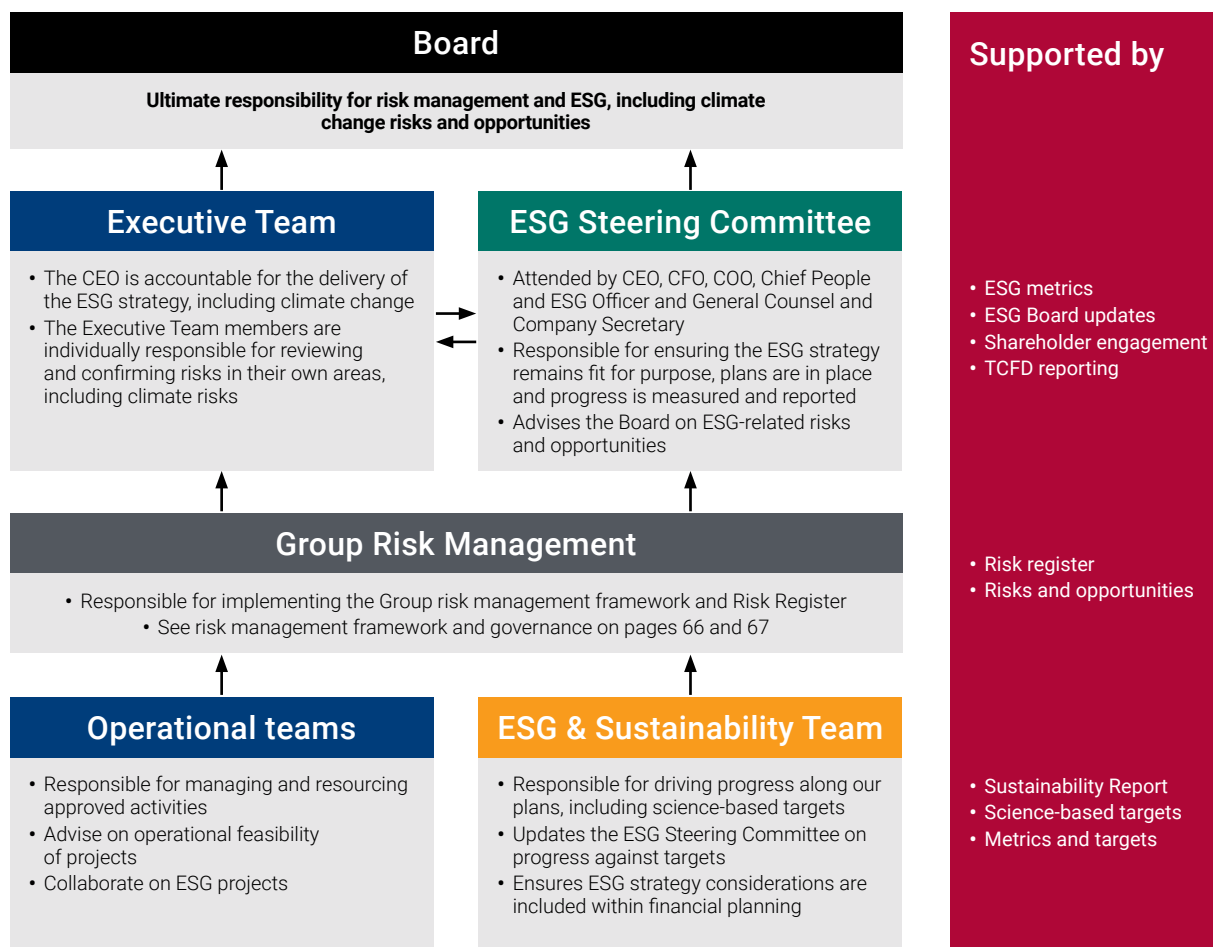 Board
Ultimate responsibility for risk management and ESG, including climate
change risks and opportunities
Executive Team
• The CEO is accountable for the delivery of
the ESG strategy, including climate change
• The Executive Team members are
individually responsible for reviewing
and confirming risks in their own areas,
including climate risks
ESG Steering Committee
• Attended by CEO, CFO, COO, Chief People
and ESG Officer and General Counsel and
Company Secretary
• Responsible for ensuring the ESG strategy
remains fit for purpose, plans are in place
and progress is measured and reported
• Advises the Board on ESG-related risks
and opportunities
Group Risk Management
• Responsible for implementing the Group risk management framework and Risk Register
• See risk management framework and governance on pages 66 and 67
Operational teams
• Responsible for managing and resourcing
approved activities
• Advise on operational feasibility
of projects
• Collaborate on ESG projects
ESG & Sustainability Team
• Responsible for driving progress along our
plans, including science-based targets
• Updates the ESG Steering Committee on
progress against targets
• Ensures ESG strategy considerations are
included within financial planning
Supported by
• ESG metrics
• ESG Board updates
• Shareholder engagement
• TCFD reporting
• Risk register
• Risks and opportunities
• Sustainability Report
• Science-based targets
• Metrics and targets